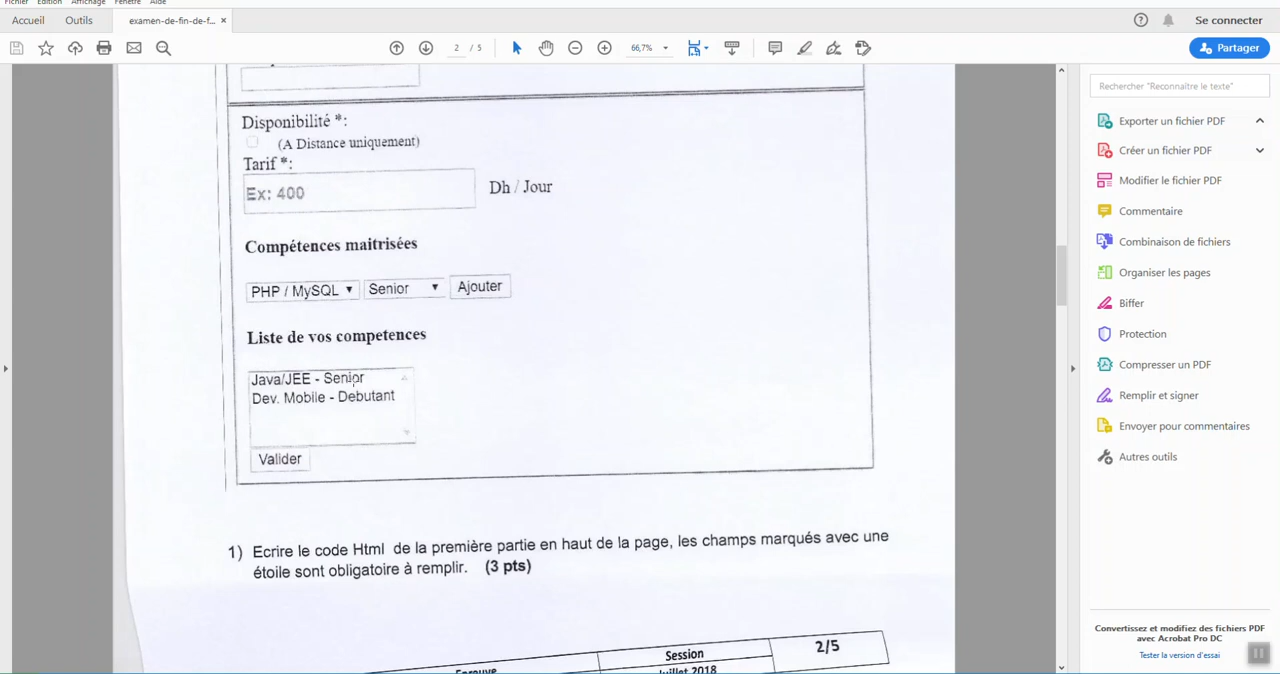 Fichier Edition Affichage Fenêtre Aide
Accueil Outils examen-de-fin-de-f... × Se connecter
2 / 5 66,7% Partager
Disponibilité *:
(A Distance uniquement)
Tarif *:
Ex: 400 Dh / Jour
Compétences maitrisées
PHP / MySQL ▼ Senior ▼ Ajouter
Liste de vos competences
Java/JEE - Senior
Dev. Mobile - Debutant
Valider
1) Ecrire le code Html de la première partie en haut de la page, les champs marqués avec une
étoile sont obligatoire à remplir. (3 pts)
Epreuve Session 2/5
Juillet 2018
Rechercher "Reconnaître le texte"
Exporter un fichier PDF
Créer un fichier PDF
Modifier le fichier PDF
Commentaire
Combinaison de fichiers
Organiser les pages
Biffer
Protection
Compresser un PDF
Remplir et signer
Envoyer pour commentaires
Autres outils
Convertissez et modifiez des fichiers PDF
avec Acrobat Pro DC
Tester la version d'essai